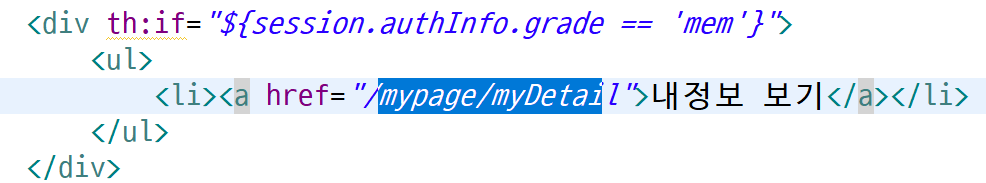 <div th:if="${session.authInfo.grade == 'mem'}">
<ul>
<li><a href="/mypage/myDetail">내정보 보기</a></li>
</ul>
</div>